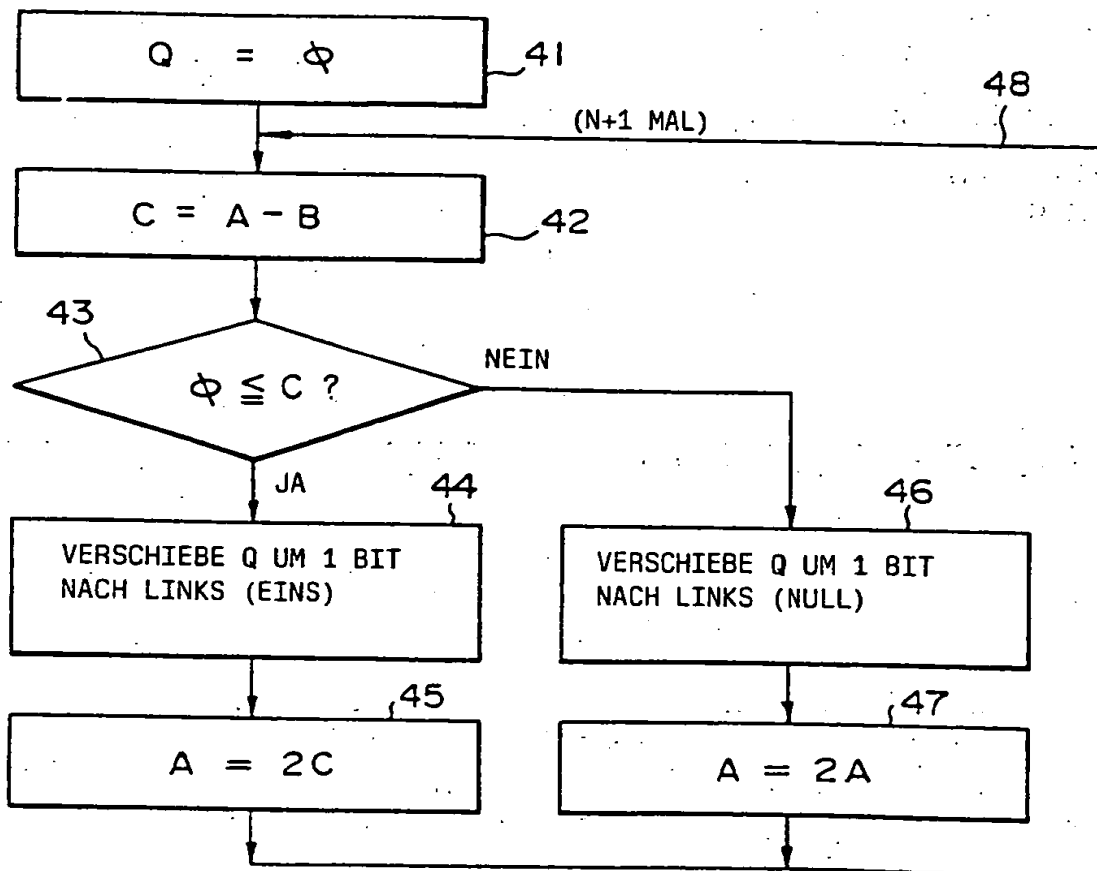 Q = ϕ
41
48
(N+1 MAL)
C = A - B
42
43
ϕ ≦ C ?
NEIN
JA
44
46
VERSCHIEBE Q UM 1 BIT
NACH LINKS (EINS)
VERSCHIEBE Q UM 1 BIT
NACH LINKS (NULL)
45
47
A = 2C
A = 2A